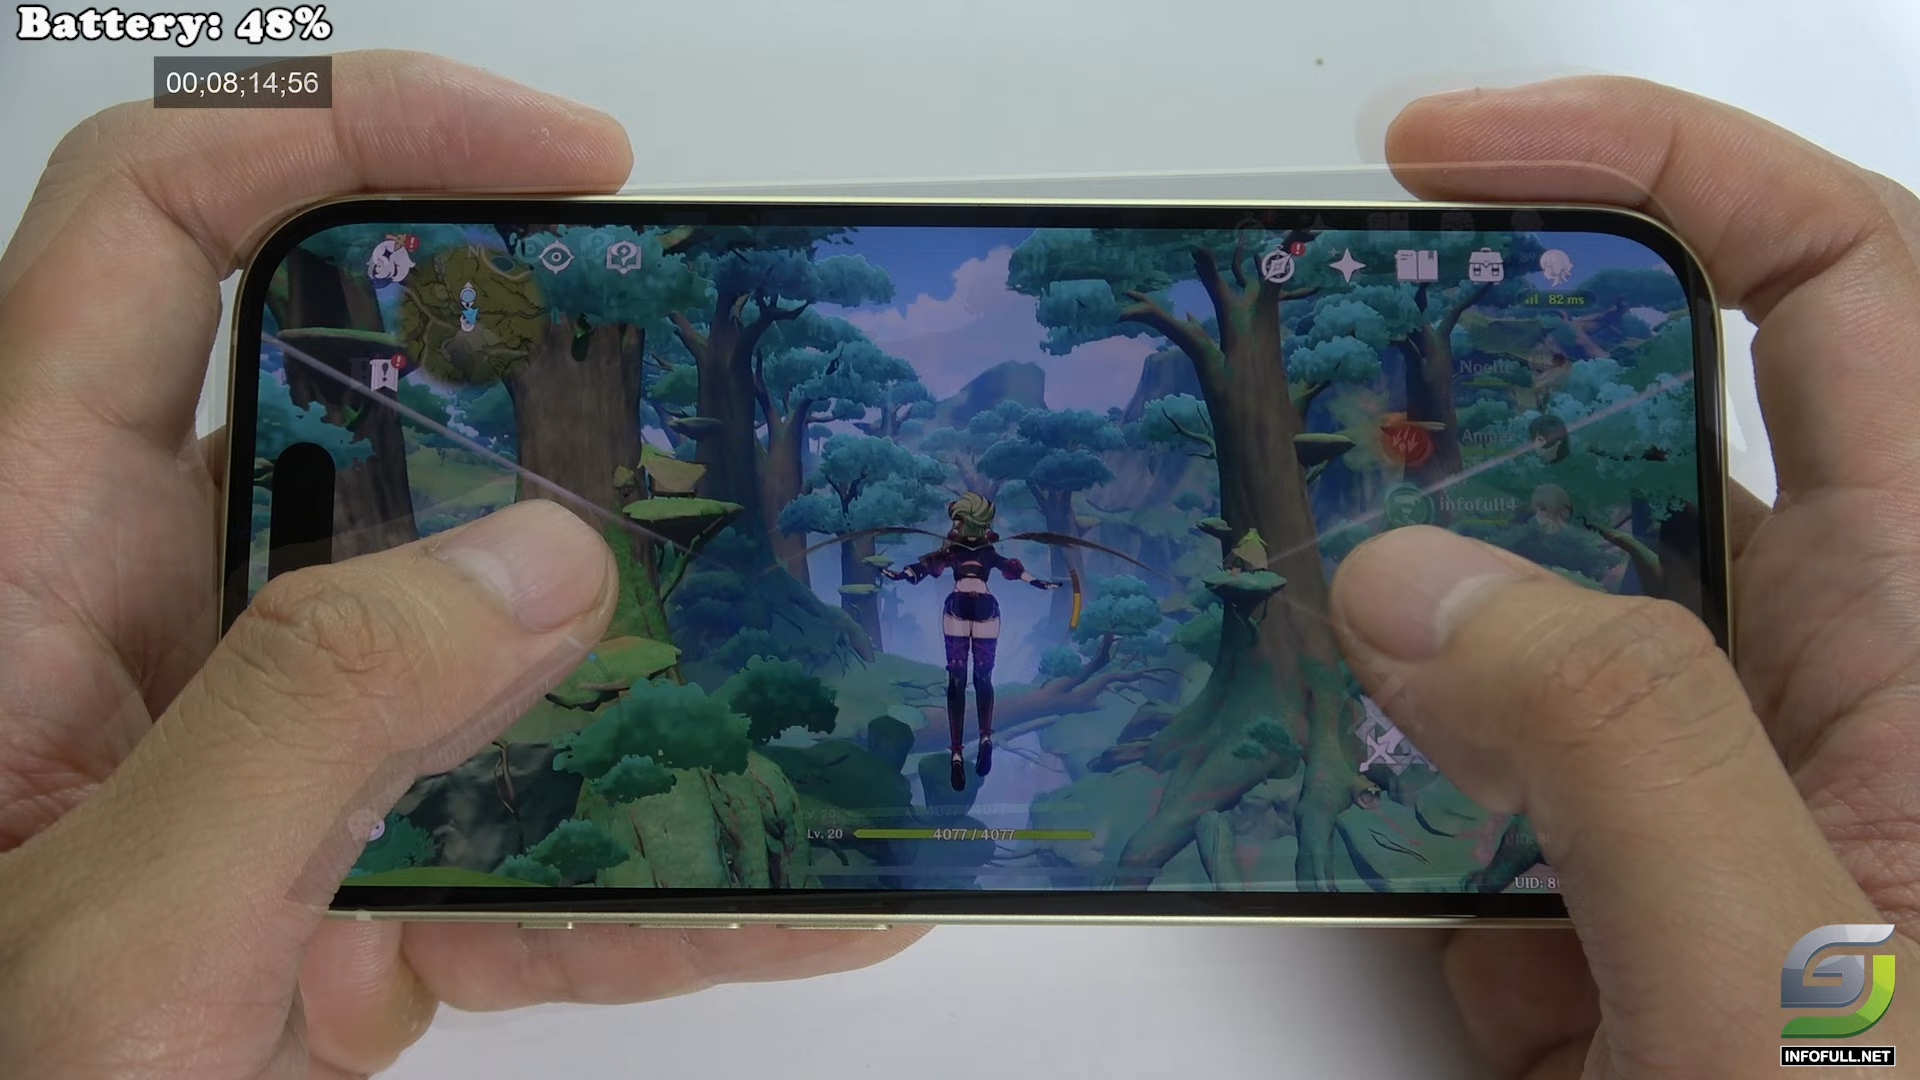 Battery: 48%
00;08;14;56
N
82 ms
Noelle
Amber
infofull4
Lv. 20
4077 / 4077
UID: 8
INFOFULL.NET